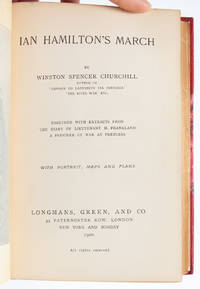 IAN HAMILTON'S MARCH
BY
WINSTON SPENCER CHURCHILL
AUTHOR OF
"LONDON TO LADYSMITH VIA PRETORIA"
"THE RIVER WAR" ETC.
TOGETHER WITH EXTRACTS FROM
THE DIARY OF LIEUTENANT H. FRANKLAND
A PRISONER OF WAR AT PRETORIA
WITH PORTRAIT, MAPS AND PLANS
LONGMANS, GREEN, AND CO.
39 PATERNOSTER ROW, LONDON
NEW YORK AND BOMBAY
1900
All rights reserved